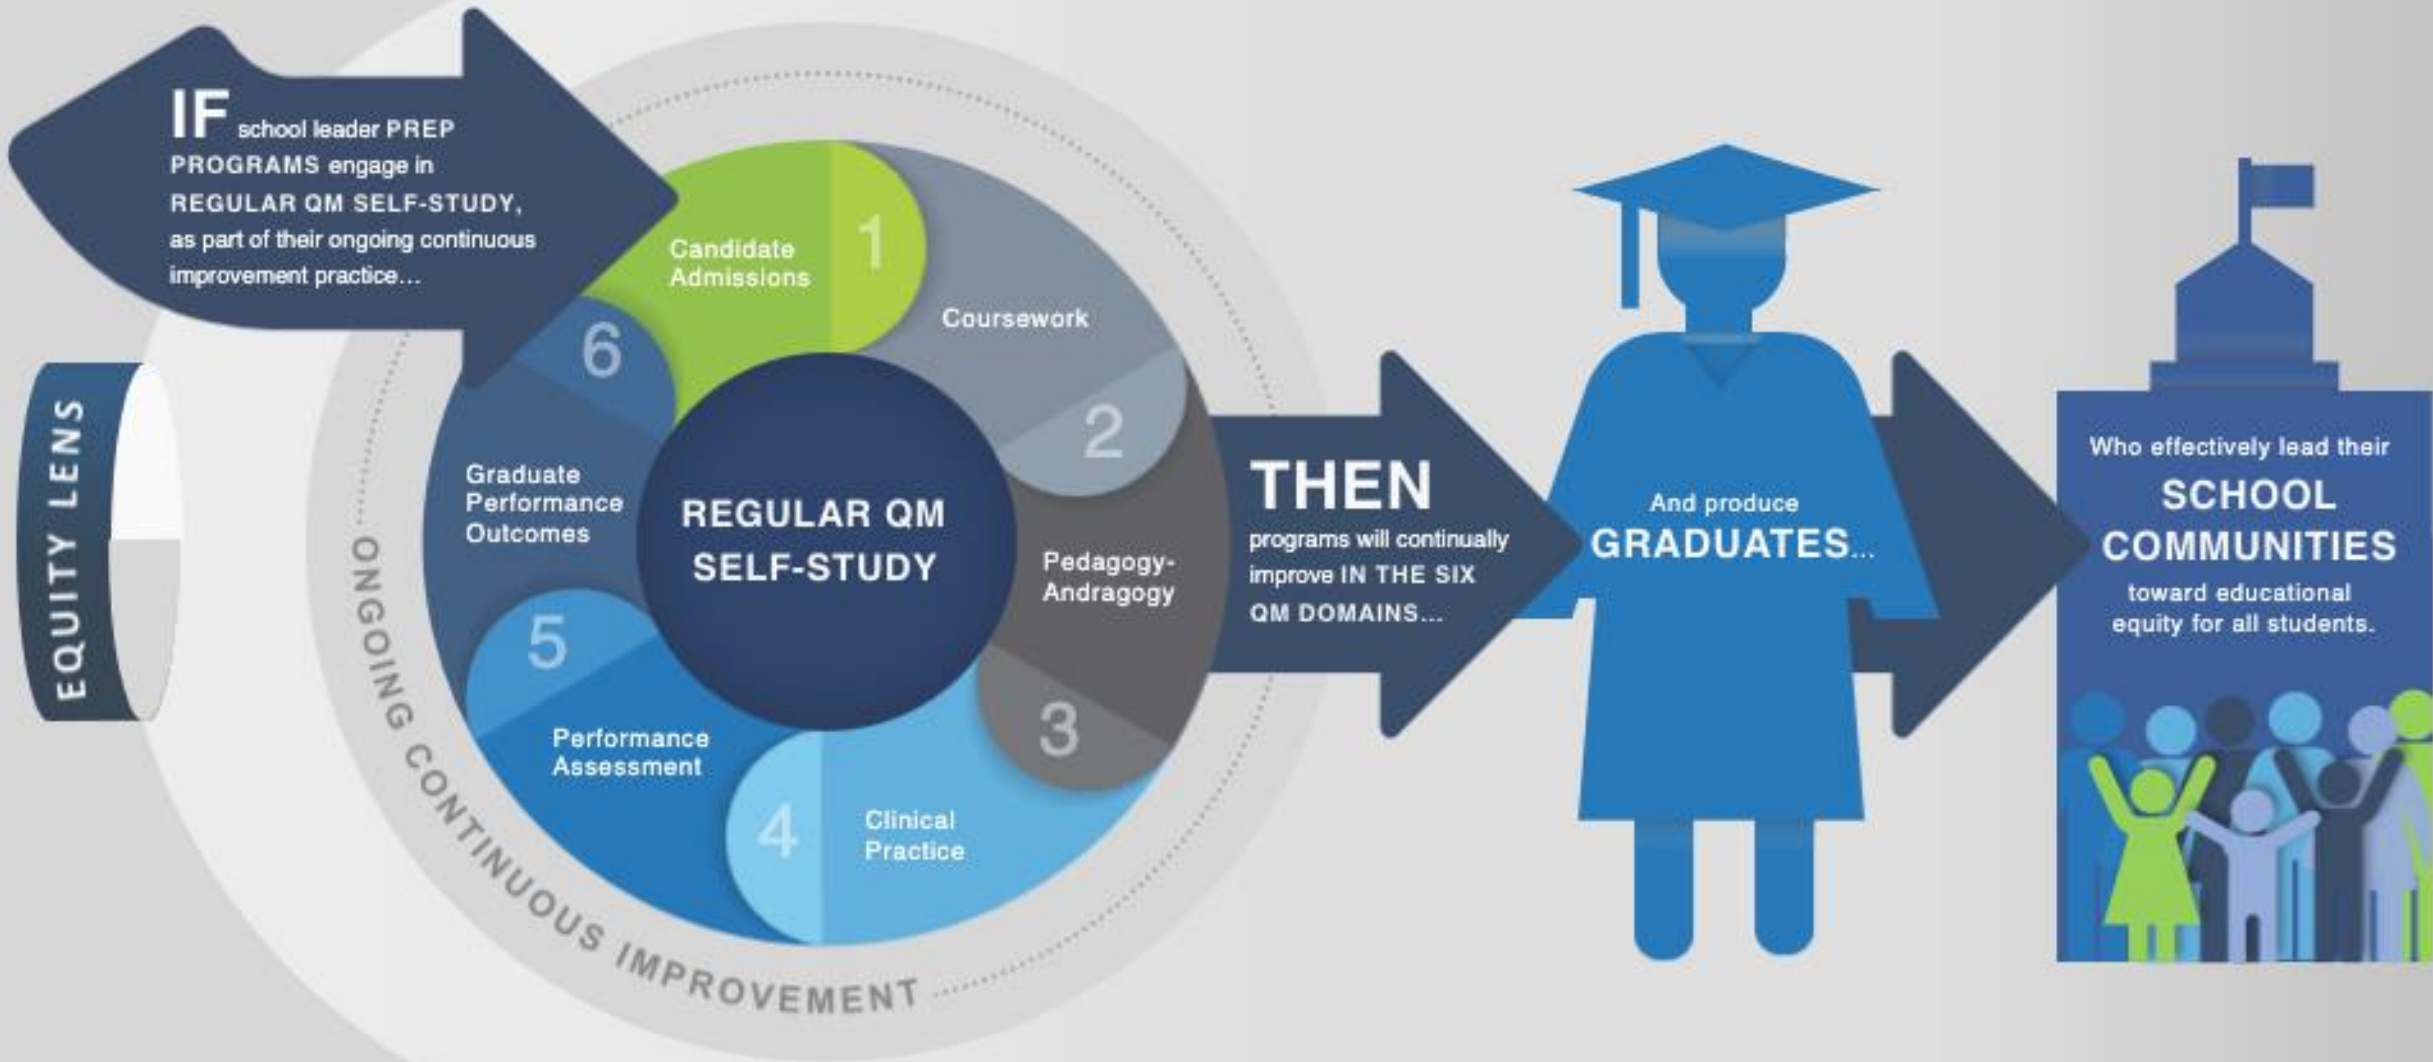 IF school leader PREP
PROGRAMS engage in
REGULAR QM SELF-STUDY,
as part of their ongoing continuous
improvement practice...
EQUITY LENS
ONGOING CONTINUOUS IMPROVEMENT
REGULAR QM
SELF-STUDY
Candidate
Admissions
1
Coursework
2
Pedagogy-
Andragogy
3
Clinical
Practice
4
Performance
Assessment
5
Graduate
Performance
Outcomes
6
THEN
programs will continually
improve IN THE SIX
QM DOMAINS...
And produce
GRADUATES...
Who effectively lead their
SCHOOL
COMMUNITIES
toward educational
equity for all students.